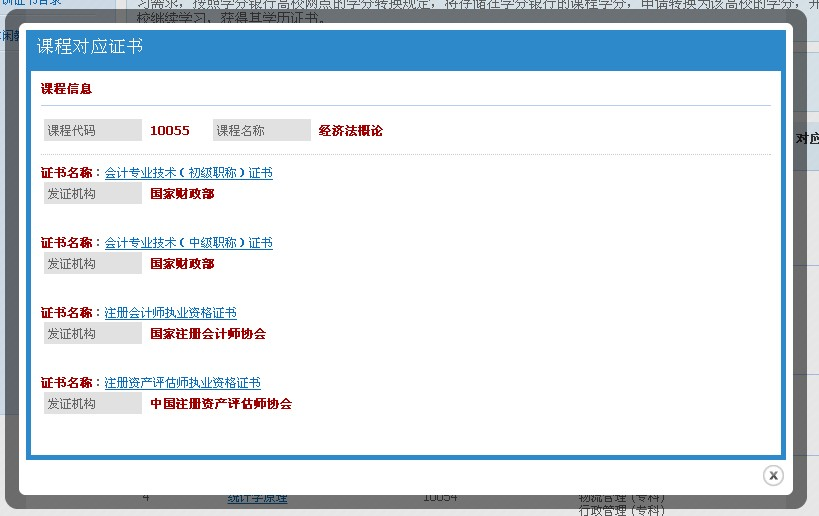 训证书目录
习需求，按照学分银行高校网点的学分转换规定，将存储在学分银行的课程学分，申请转换为该高校的学分，并
校继续学习，获得其学历证书。
课程对应证书
课程信息
课程代码 10055 课程名称 经济法概论
对应
证书名称：会计专业技术（初级职称）证书
发证机构 国家财政部
证书名称：会计专业技术（中级职称）证书
发证机构 国家财政部
证书名称：注册会计师执业资格证书
发证机构 国家注册会计师协会
证书名称：注册资产评估师执业资格证书
发证机构 中国注册资产评估师协会
4 统计学原理 10054 物流管理（专科）
行政管理（专科）